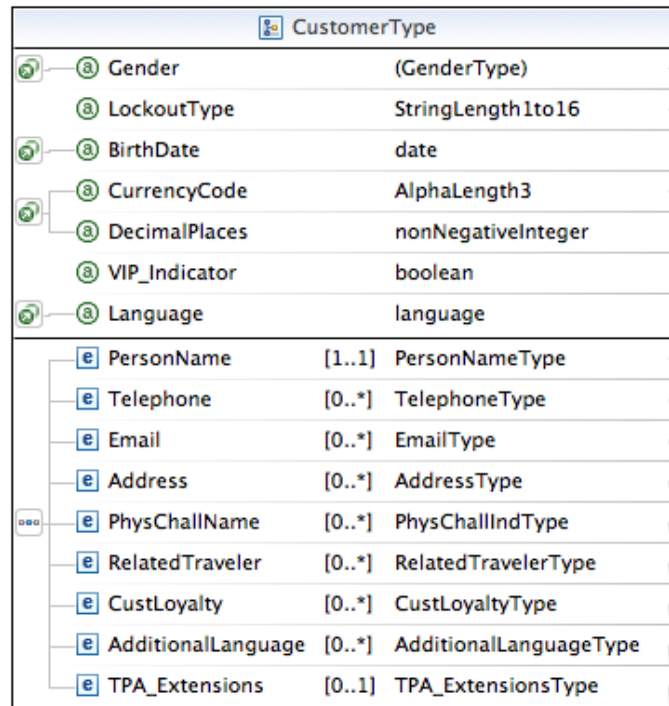 CustomerType
a Gender (GenderType)
a LockoutType StringLength1to16
a BirthDate date
a CurrencyCode AlphaLength3
a DecimalPlaces nonNegativeInteger
a VIP_Indicator boolean
a Language language
e PersonName [1..1] PersonNameType
e Telephone [0..*] TelephoneType
e Email [0..*] EmailType
e Address [0..*] AddressType
e PhysChallName [0..*] PhysChallIndType
e RelatedTraveler [0..*] RelatedTravelerType
e CustLoyalty [0..*] CustLoyaltyType
e AdditionalLanguage [0..*] AdditionalLanguageType
e TPA_Extensions [0..1] TPA_ExtensionsType